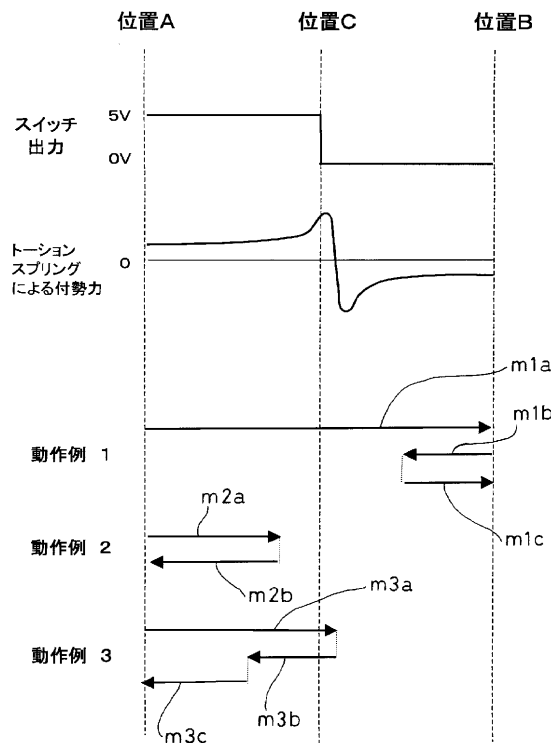 位置A 位置C 位置B
スイッチ
出力
5V
0V
トーション
スプリング
による付勢力
0
m1a
m1b
動作例 1
m1c
m2a
動作例 2
m2b
m3a
動作例 3
m3b
m3c